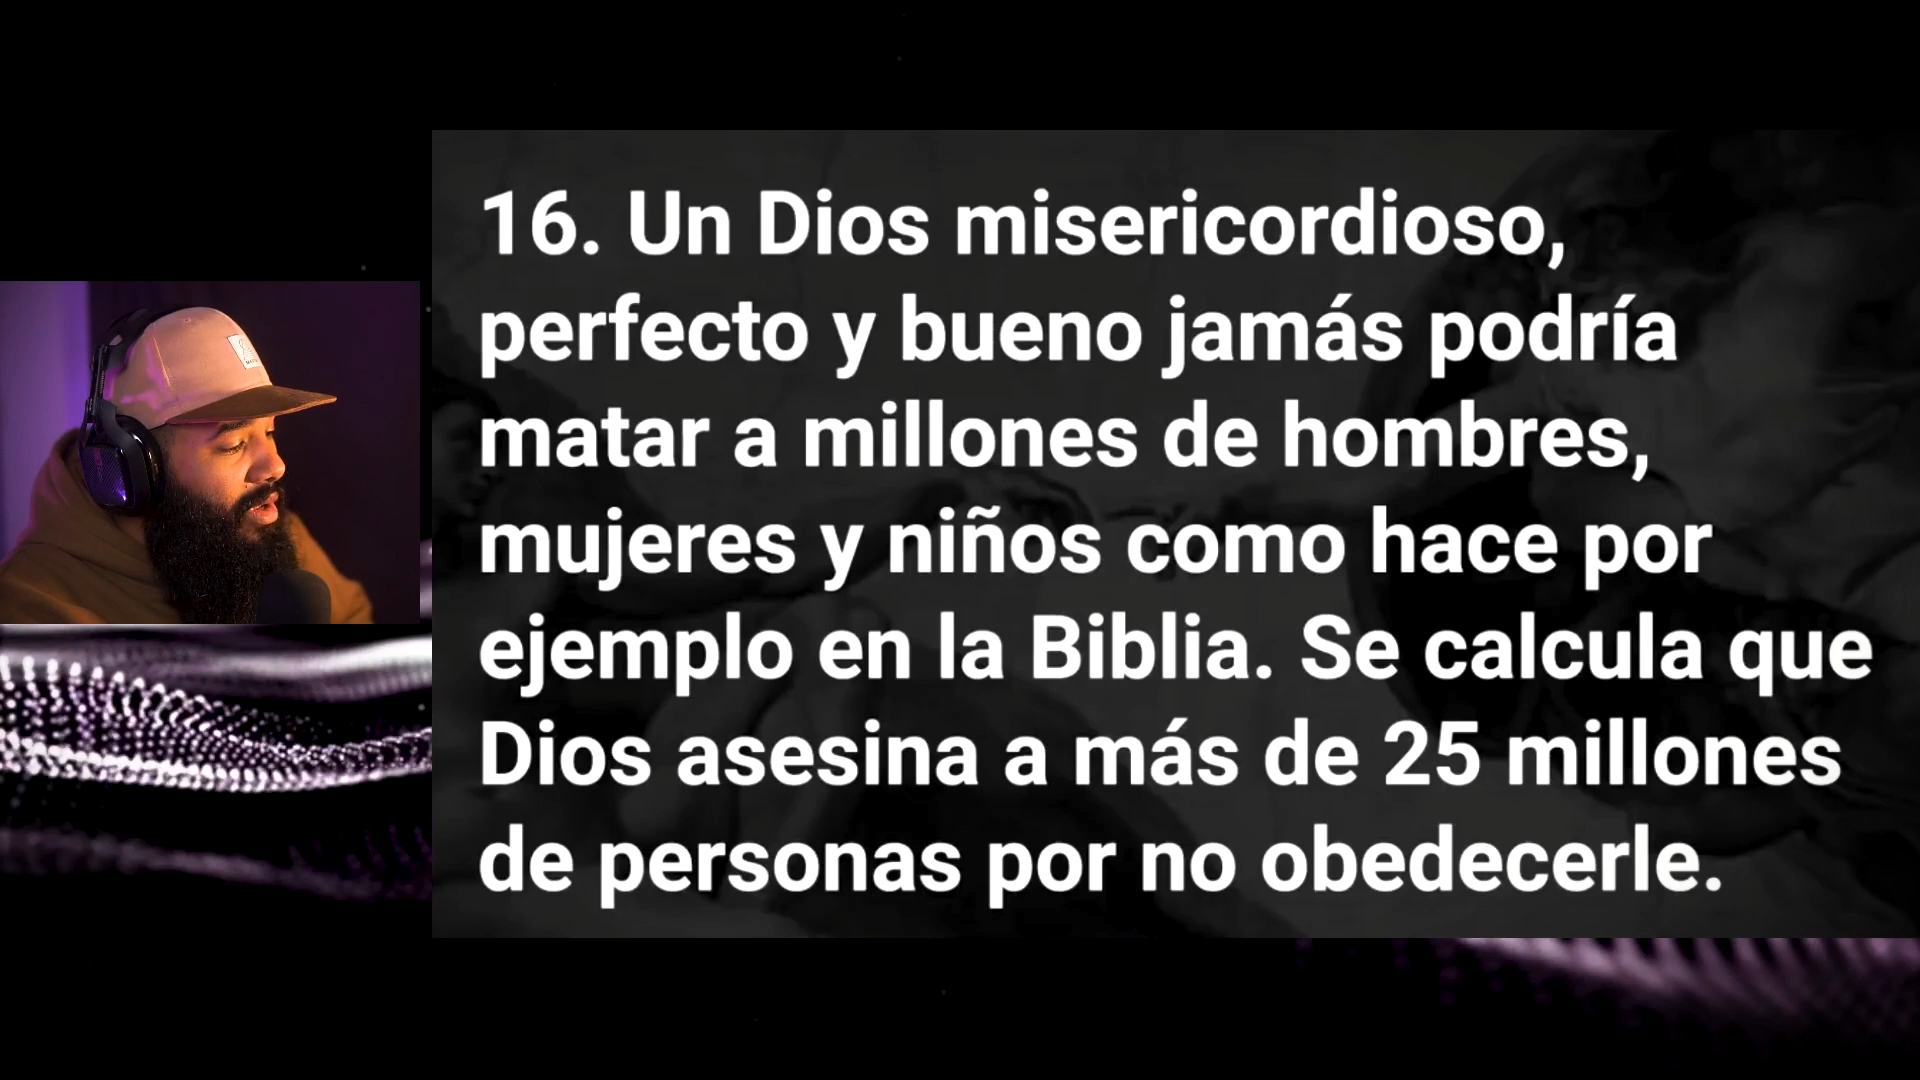 16. Un Dios misericordioso,
perfecto y bueno jamás podría
matar a millones de hombres,
mujeres y niños como hace por
ejemplo en la Biblia. Se calcula que
Dios asesina a más de 25 millones
de personas por no obedecerle.